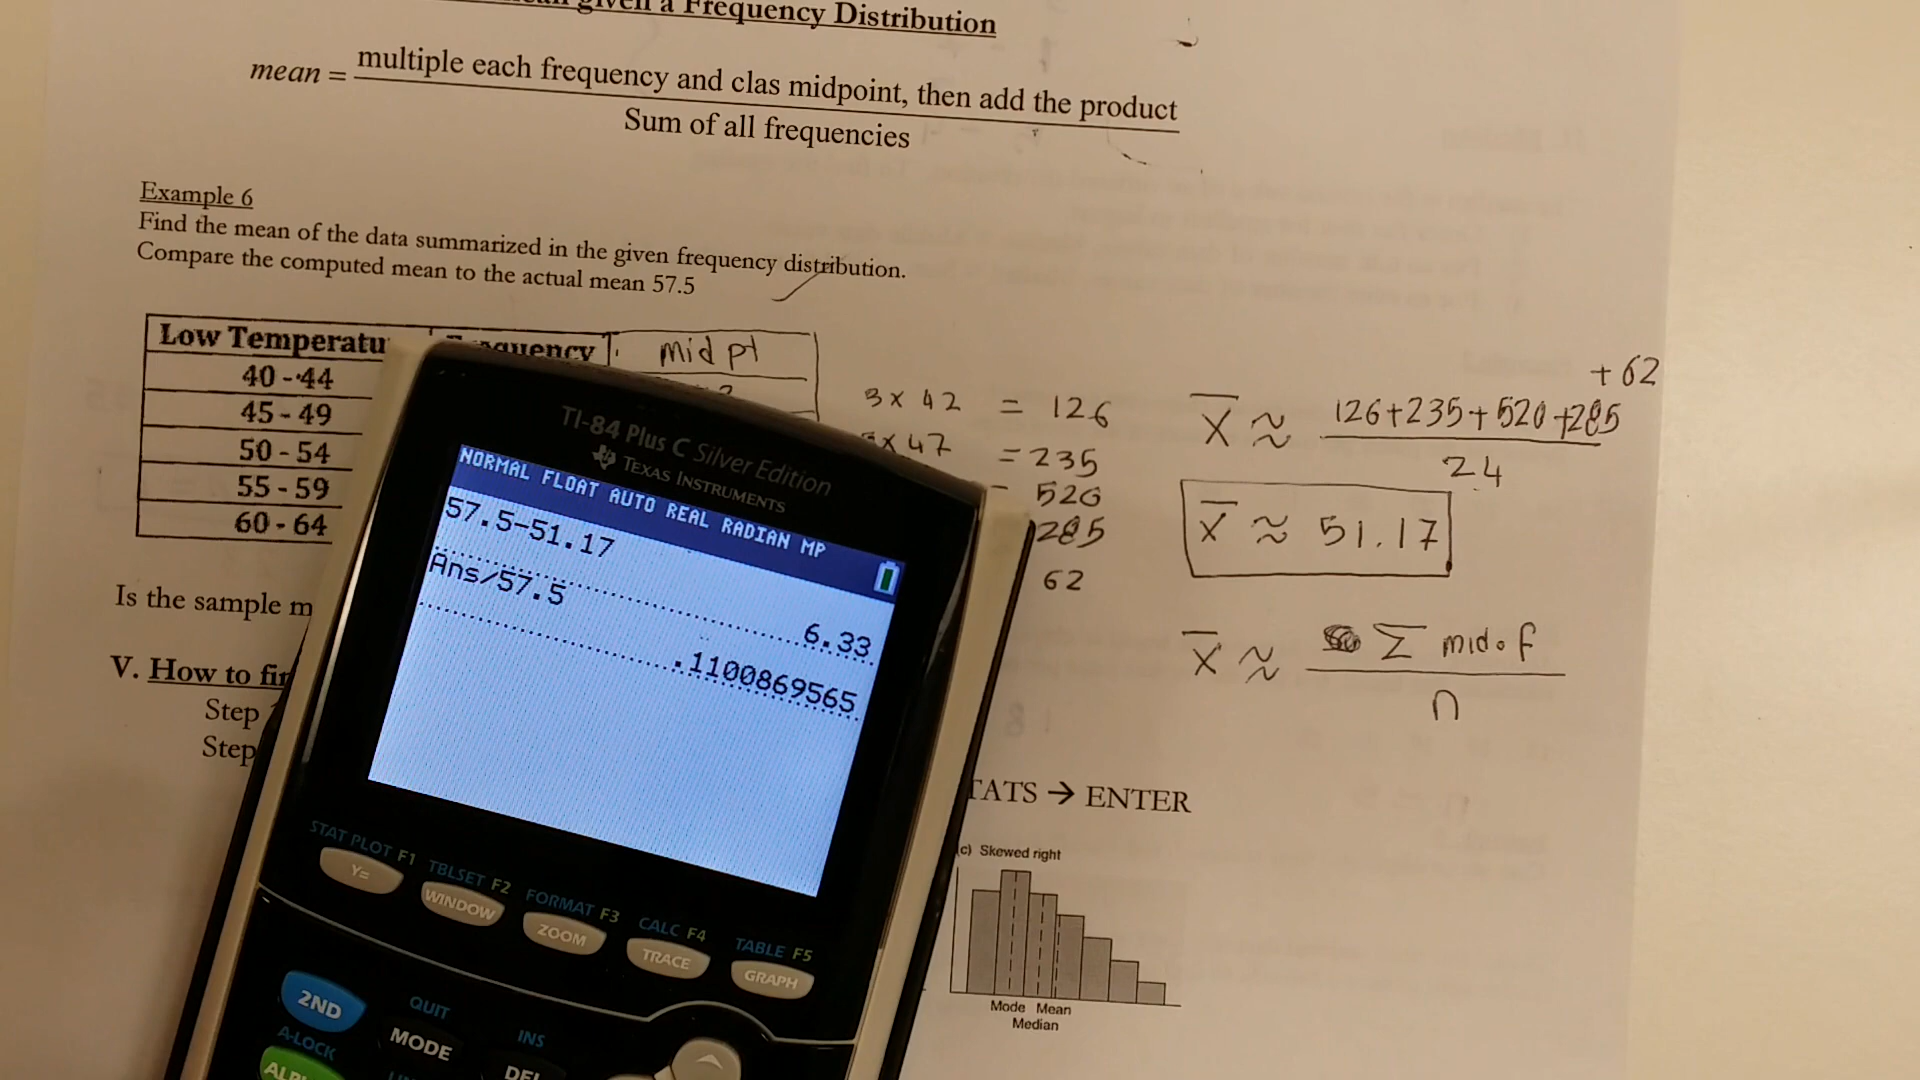 given a Frequency Distribution
mean = multiple each frequency and clas midpoint, then add the product
Sum of all frequencies
Example 6
Find the mean of the data summarized in the given frequency distribution.
Compare the computed mean to the actual mean 57.5
Low Temperatu
mid pt
40 - 44
45 - 49
50 - 54
55 - 59
60 - 64
3 x 42 = 126
x 47 = 235
= 520
285
62
+ 62
x̄ ≈ 126+235+520+285
24
x̄ ≈ 51.17
x̄ ≈ Σ mid • f
n
Is the sample m
V. How to fin
Step
Step
TATS → ENTER
c) Skewed right
Mode Mean
Median
TI-84 Plus C Silver Edition
TEXAS INSTRUMENTS
NORMAL FLOAT AUTO REAL RADIAN MP
57.5-51.17
6.33
Ans/57.5
.1100869565
STAT PLOT F1 TBLSET F2 FORMAT F3 CALC F4 TABLE F5
Y= WINDOW ZOOM TRACE GRAPH
2ND QUIT INS
MODE DEL
A-LOCK
ALPH